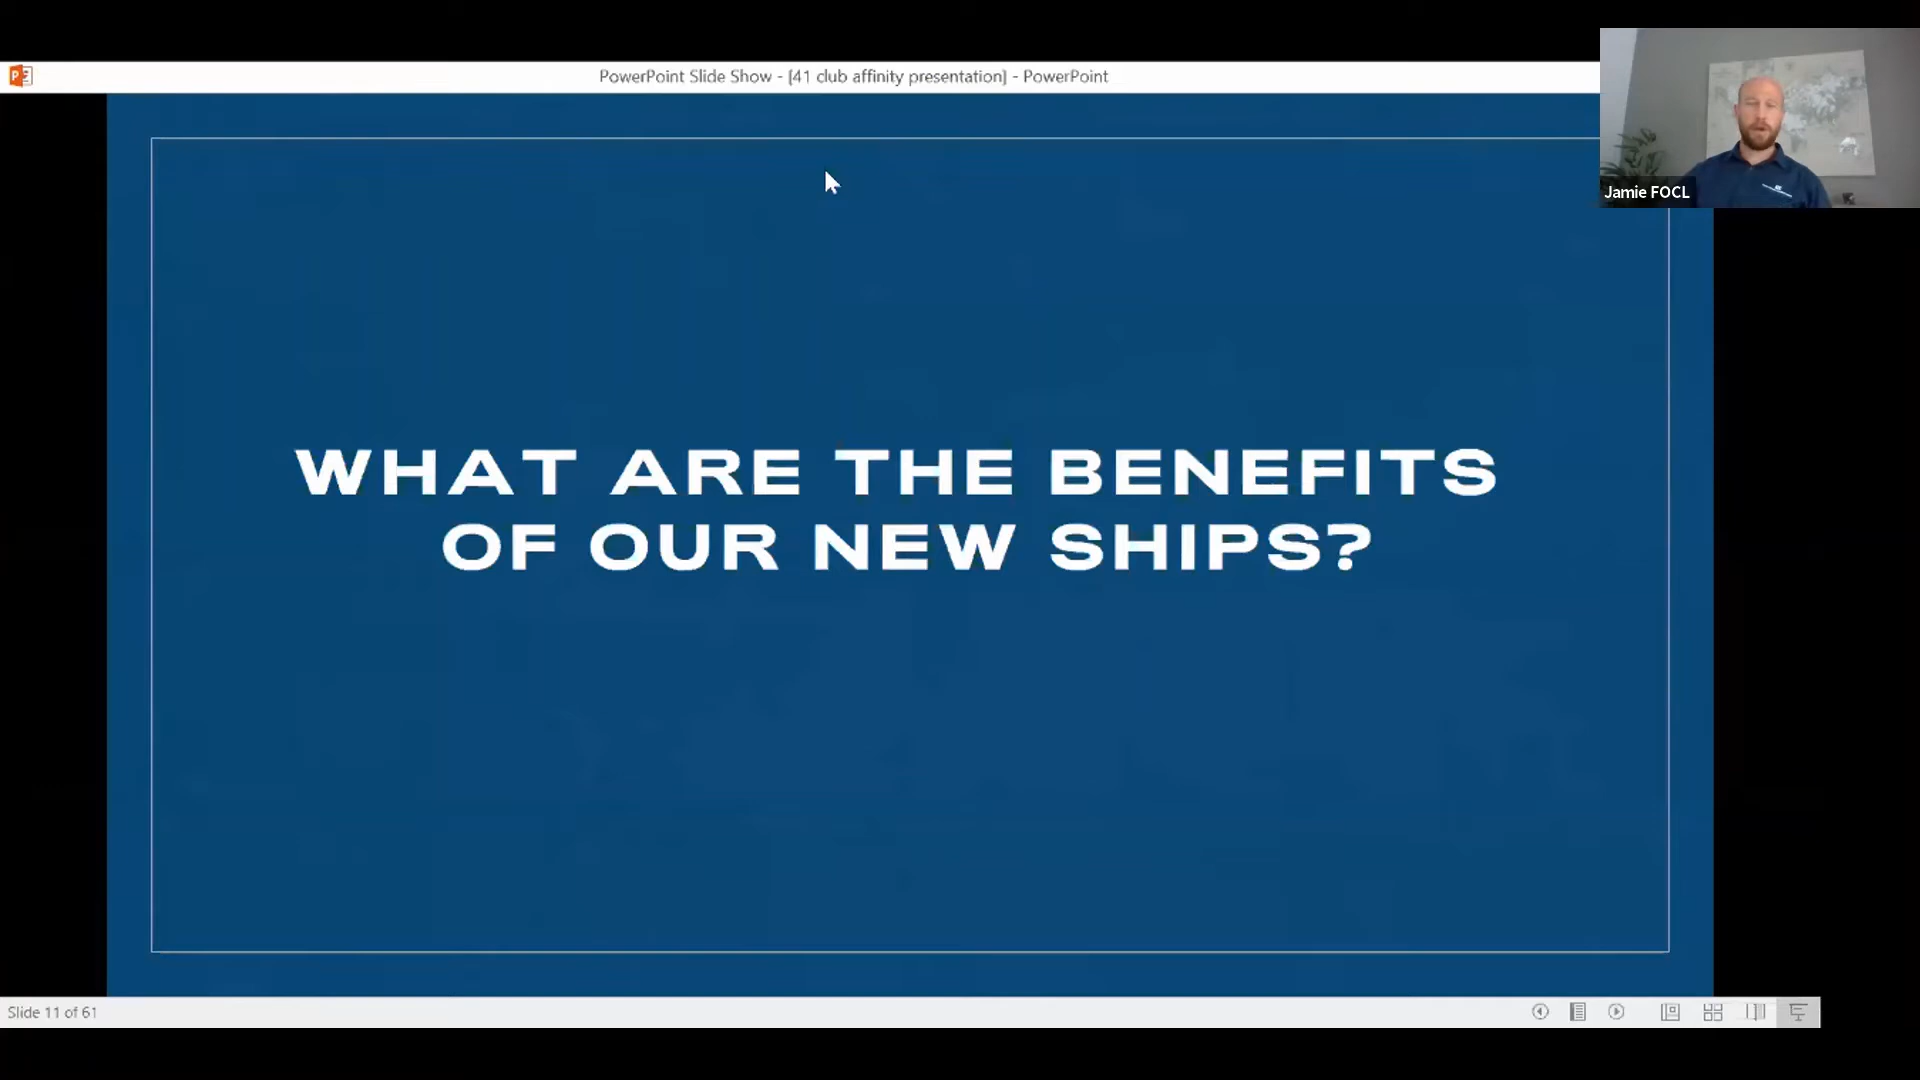 PowerPoint Slide Show - [41 club affinity presentation] - PowerPoint
Jamie FOCL
WHAT ARE THE BENEFITS
OF OUR NEW SHIPS?
Slide 11 of 61